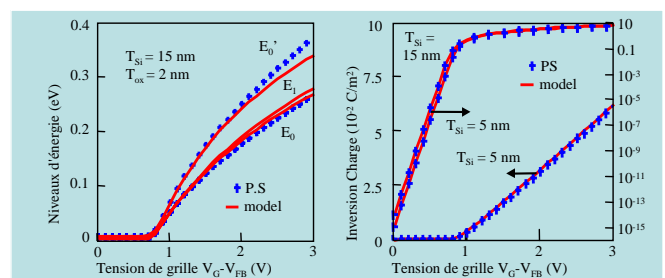 0.4
0.3
0.2
0.1
0
Niveaux d'énergie (eV)
T_Si = 15 nm
T_ox = 2 nm
E_0'
E_1
E_0
P.S
model
0 1 2 3
Tension de grille V_G-V_FB (V)
10
7.5
5
2.5
0
Inversion Charge (10^-2 C/m^2)
T_Si =
15 nm
PS
model
T_Si = 5 nm
T_Si = 5 nm
10
0.1
10^-3
10^-5
10^-7
10^-9
10^-11
10^-13
10^-15
0 1 2 3
Tension de grille V_G-V_FB (V)